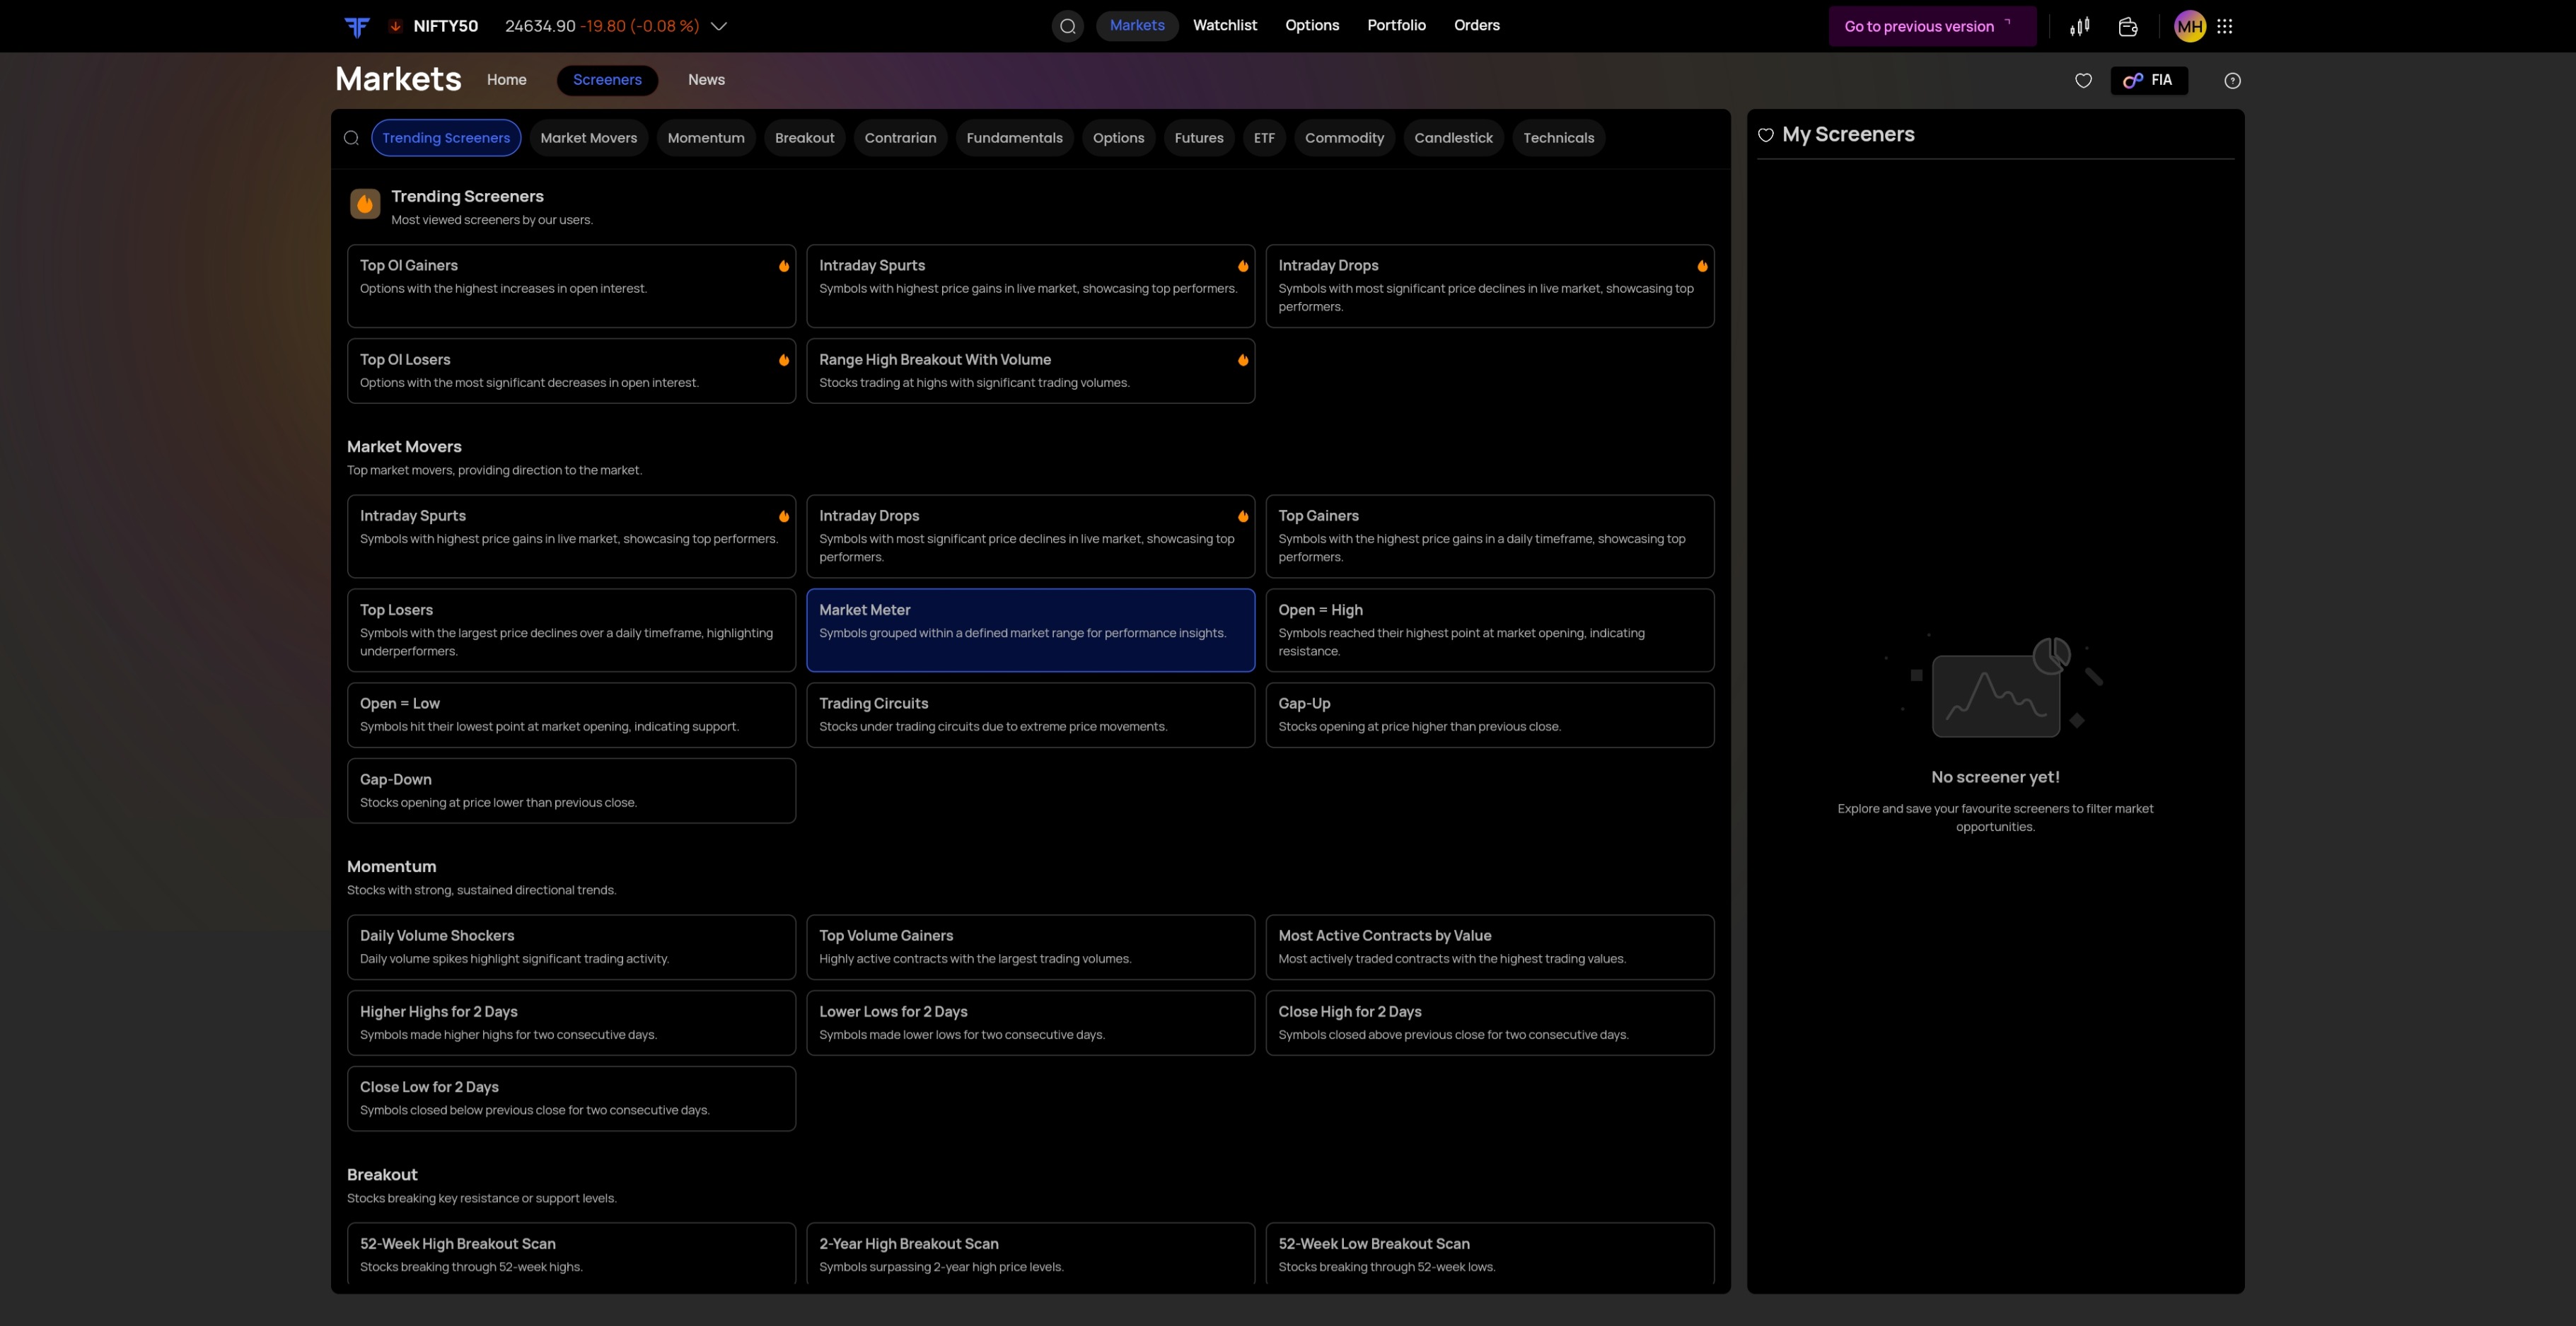 NIFTY50 24634.90 -19.80 (-0.08 %)
Markets Watchlist Options Portfolio Orders
Go to previous version
MH
Markets Home Screeners News
FIA
Trending Screeners Market Movers Momentum Breakout Contrarian Fundamentals Options Futures ETF Commodity Candlestick Technicals
Trending Screeners
Most viewed screeners by our users.
Top OI Gainers
Options with the highest increases in open interest.
Intraday Spurts
Symbols with highest price gains in live market, showcasing top performers.
Intraday Drops
Symbols with most significant price declines in live market, showcasing top
performers.
Top OI Losers
Options with the most significant decreases in open interest.
Range High Breakout With Volume
Stocks trading at highs with significant trading volumes.
Market Movers
Top market movers, providing direction to the market.
Intraday Spurts
Symbols with highest price gains in live market, showcasing top performers.
Intraday Drops
Symbols with most significant price declines in live market, showcasing top
performers.
Top Gainers
Symbols with the highest price gains in a daily timeframe, showcasing top
performers.
Top Losers
Symbols with the largest price declines over a daily timeframe, highlighting
underperformers.
Market Meter
Symbols grouped within a defined market range for performance insights.
Open = High
Symbols reached their highest point at market opening, indicating
resistance.
Open = Low
Symbols hit their lowest point at market opening, indicating support.
Trading Circuits
Stocks under trading circuits due to extreme price movements.
Gap-Up
Stocks opening at price higher than previous close.
Gap-Down
Stocks opening at price lower than previous close.
Momentum
Stocks with strong, sustained directional trends.
Daily Volume Shockers
Daily volume spikes highlight significant trading activity.
Top Volume Gainers
Highly active contracts with the largest trading volumes.
Most Active Contracts by Value
Most actively traded contracts with the highest trading values.
Higher Highs for 2 Days
Symbols made higher highs for two consecutive days.
Lower Lows for 2 Days
Symbols made lower lows for two consecutive days.
Close High for 2 Days
Symbols closed above previous close for two consecutive days.
Close Low for 2 Days
Symbols closed below previous close for two consecutive days.
Breakout
Stocks breaking key resistance or support levels.
52-Week High Breakout Scan
Stocks breaking through 52-week highs.
2-Year High Breakout Scan
Symbols surpassing 2-year high price levels.
52-Week Low Breakout Scan
Stocks breaking through 52-week lows.
My Screeners
No screener yet!
Explore and save your favourite screeners to filter market
opportunities.